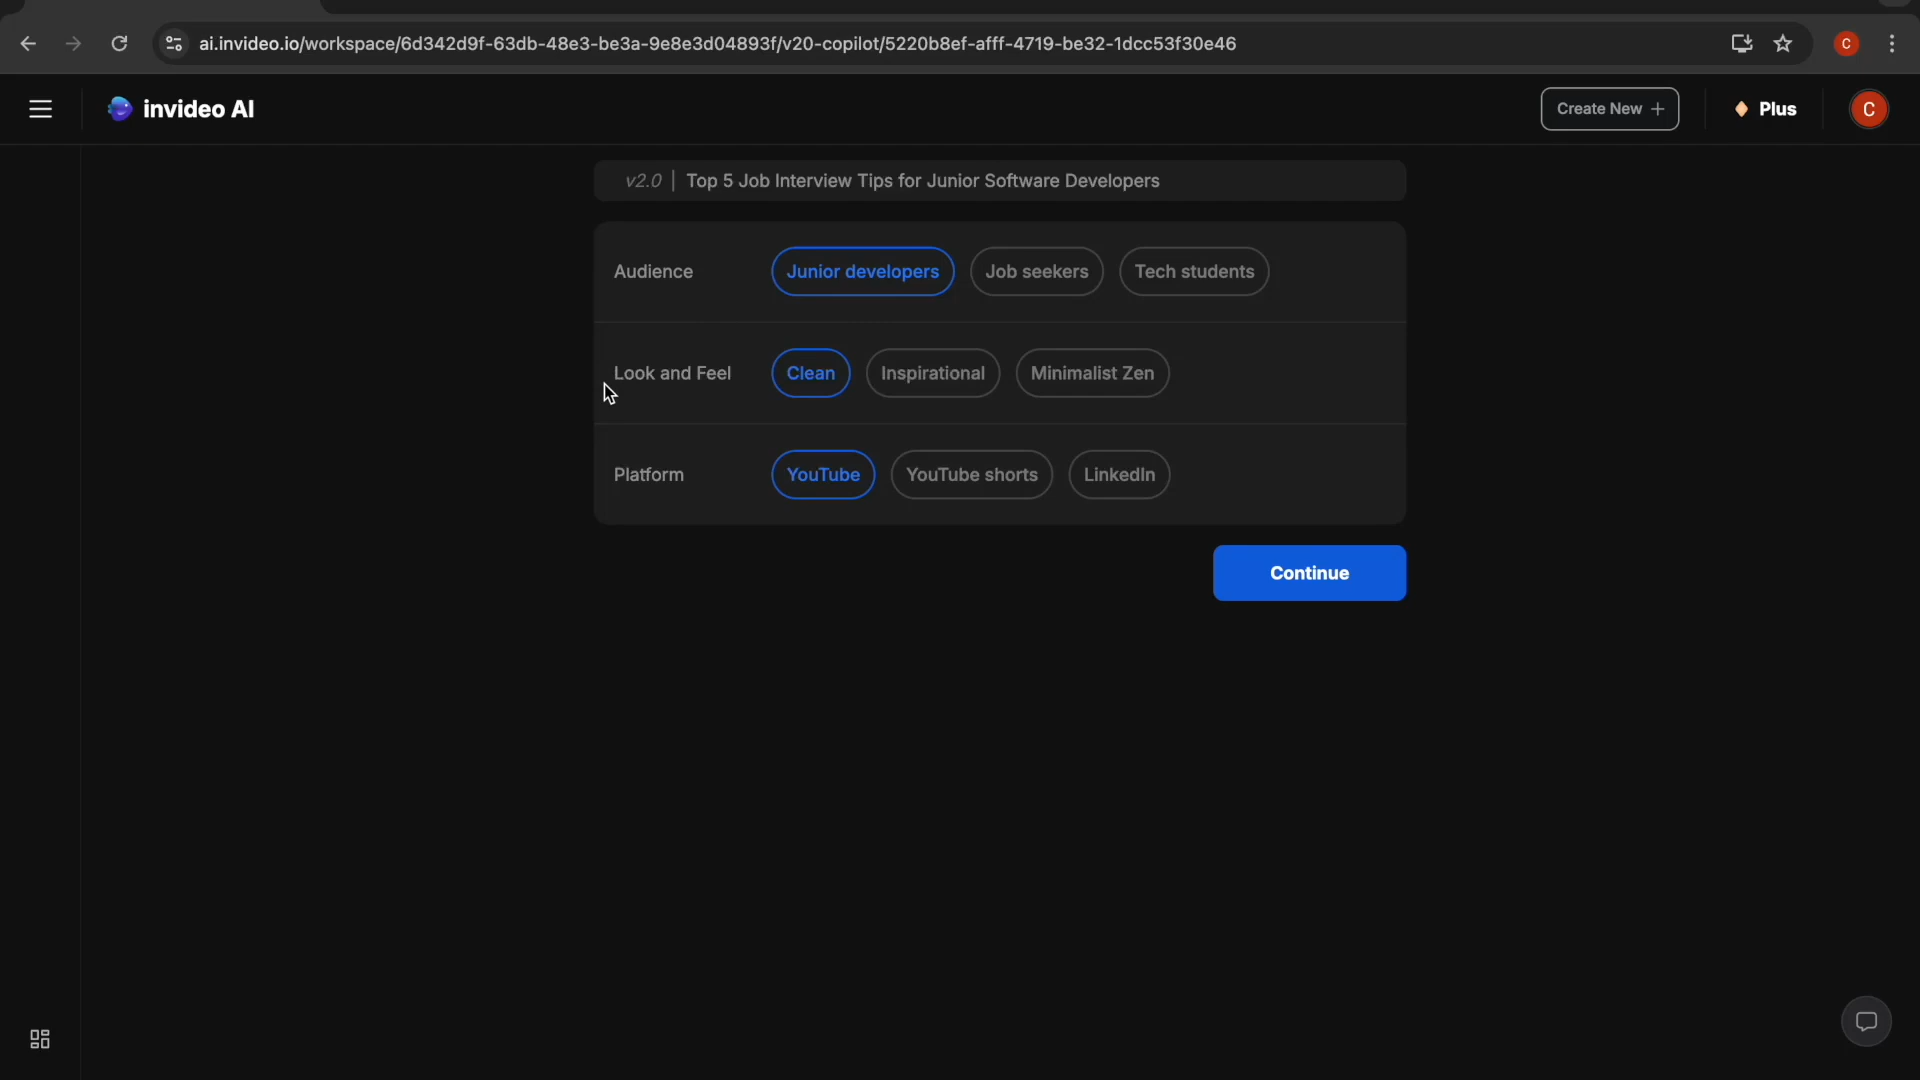 ai.invideo.io/workspace/6d342d9f-63db-48e3-be3a-9e8e3d04893f/v20-copilot/5220b8ef-afff-4719-be32-1dcc53f30e46
C
invideo AI
Create New +
Plus
C
v2.0 | Top 5 Job Interview Tips for Junior Software Developers
Audience Junior developers Job seekers Tech students
Look and Feel Clean Inspirational Minimalist Zen
Platform YouTube YouTube shorts LinkedIn
Continue